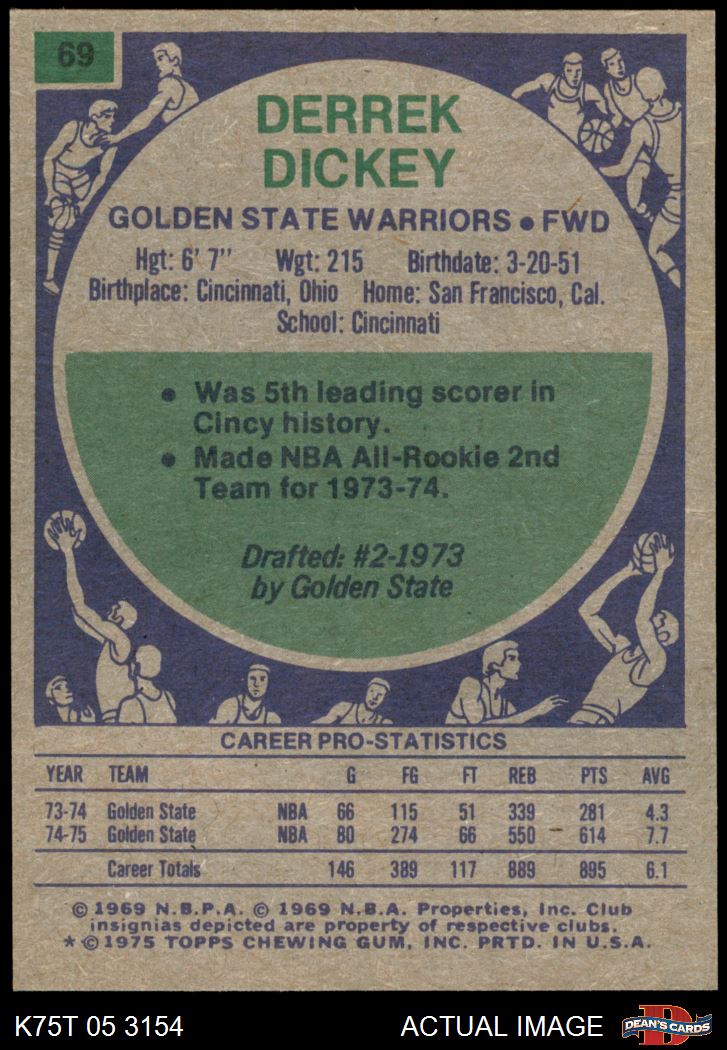 69
DERREK
DICKEY
GOLDEN STATE WARRIORS • FWD
Hgt: 6' 7" Wgt: 215 Birthdate: 3-20-51
Birthplace: Cincinnati, Ohio Home: San Francisco, Cal.
School: Cincinnati
• Was 5th leading scorer in
Cincy history.
• Made NBA All-Rookie 2nd
Team for 1973-74.
Drafted: #2-1973
by Golden State
CAREER PRO-STATISTICS
YEAR TEAM G FG FT REB PTS AVG
73-74 Golden State NBA 66 115 51 339 281 4.3
74-75 Golden State NBA 80 274 66 550 614 7.7
Career Totals 146 389 117 889 895 6.1
© 1969 N.B.P.A. © 1969 N.B.A. Properties, Inc. Club
insignias depicted are property of respective clubs.
* © 1975 TOPPS CHEWING GUM, INC. PRTD. IN U.S.A.
K75T 05 3154 ACTUAL IMAGE D DEAN'S CARDS